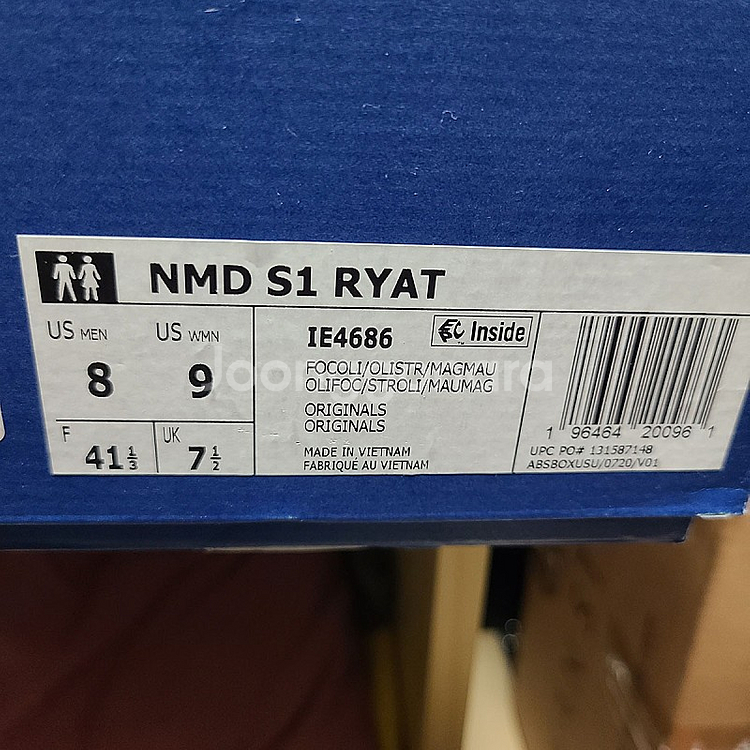 NMD S1 RYAT
US MEN
8
US WMN
9
F
41 1/3
UK
7 1/2
IE4686
Inside
FOCOLI/OLISTR/MAGMAU
OLIFOC/STROLI/MAUMAG
ORIGINALS
ORIGINALS
MADE IN VIETNAM
FABRIQUÉ AU VIETNAM
1 96464 20096 1
UPC PO# 131587148
ABSBOXUSU/0720/V01